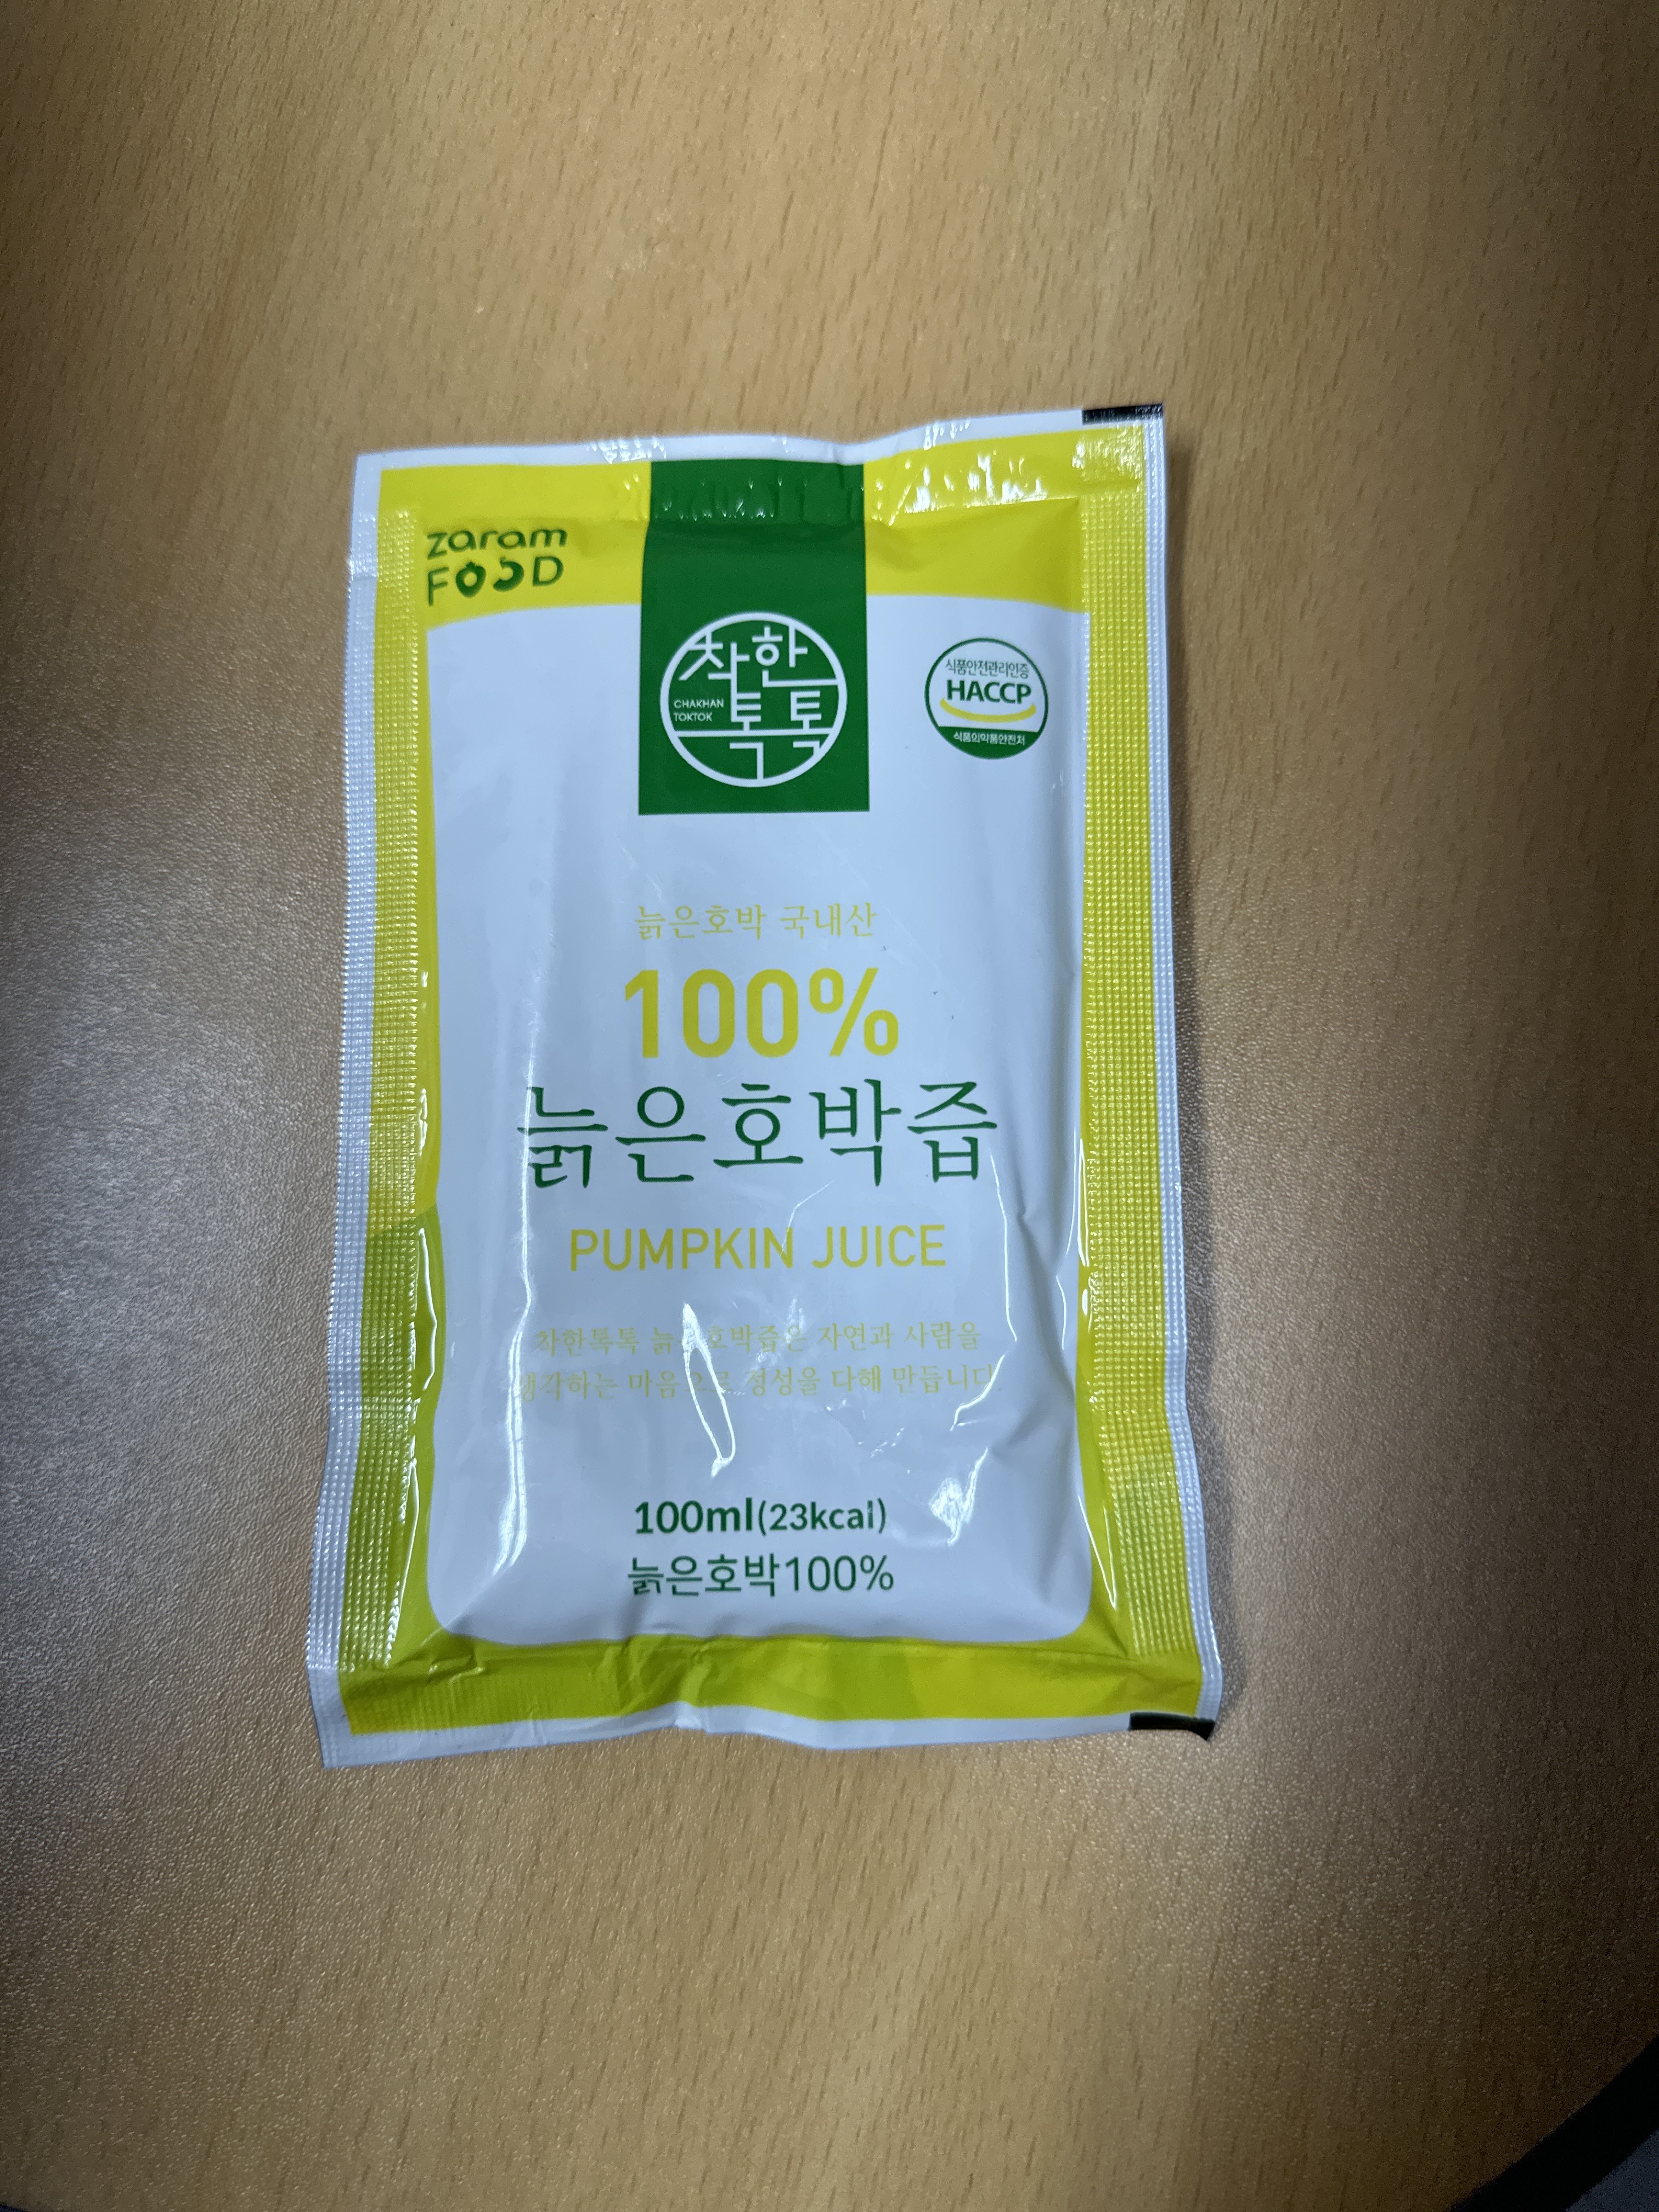 zaram
FOOD
착한
톡톡
CHAKHAN
TOKTOK
식품안전관리인증
HACCP
식품의약품안전처
늙은호박 국내산
100%
늙은호박즙
PUMPKIN JUICE
착한톡톡 늙은호박즙은 자연과 사람을
생각하는 마음으로 정성을 다해 만듭니다.
100ml(23kcal)
늙은호박100%